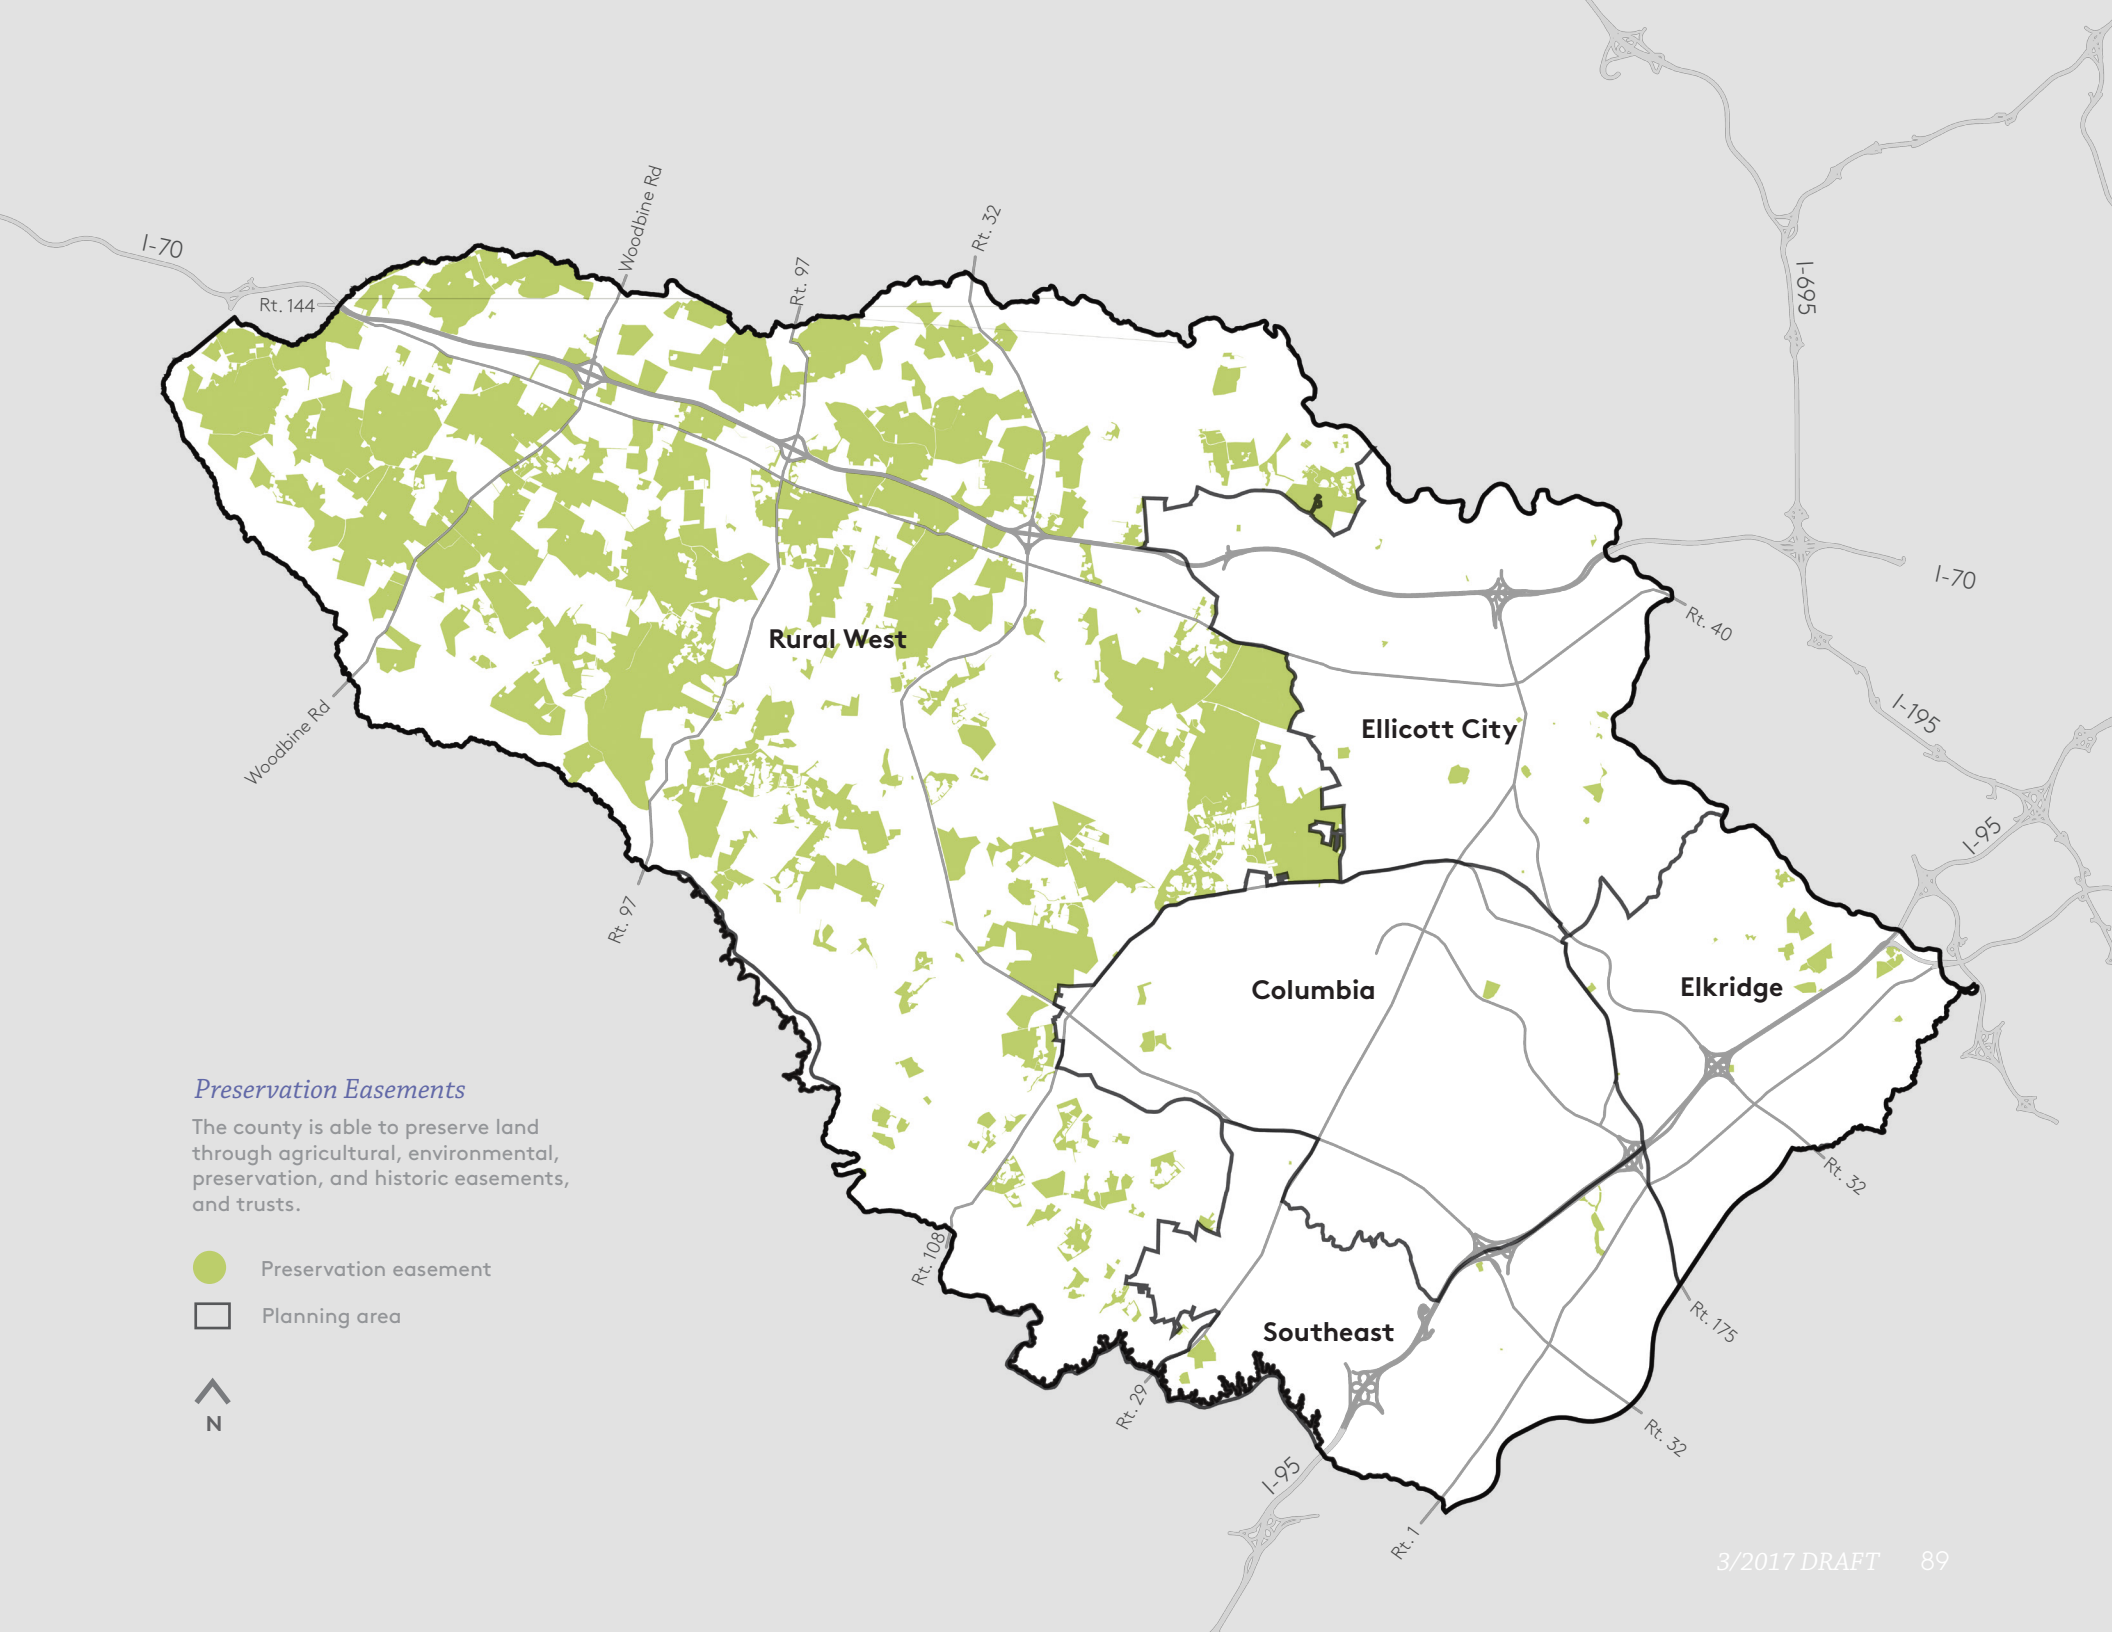 Woodbine Rd
Rt. 32
I-70
Rt. 97
Rt. 144
I-695
I-70
Rt. 40
Rural West
I-195
Ellicott City
Woodbine Rd
I-95
Rt. 97
Columbia
Elkridge
Preservation Easements
The county is able to preserve land
through agricultural, environmental,
preservation, and historic easements,
and trusts.
Rt. 32
Rt. 108
Preservation easement
Planning area
Rt. 175
Southeast
Rt. 29
N
Rt. 32
I-95
Rt. 1
3/2017 DRAFT 89